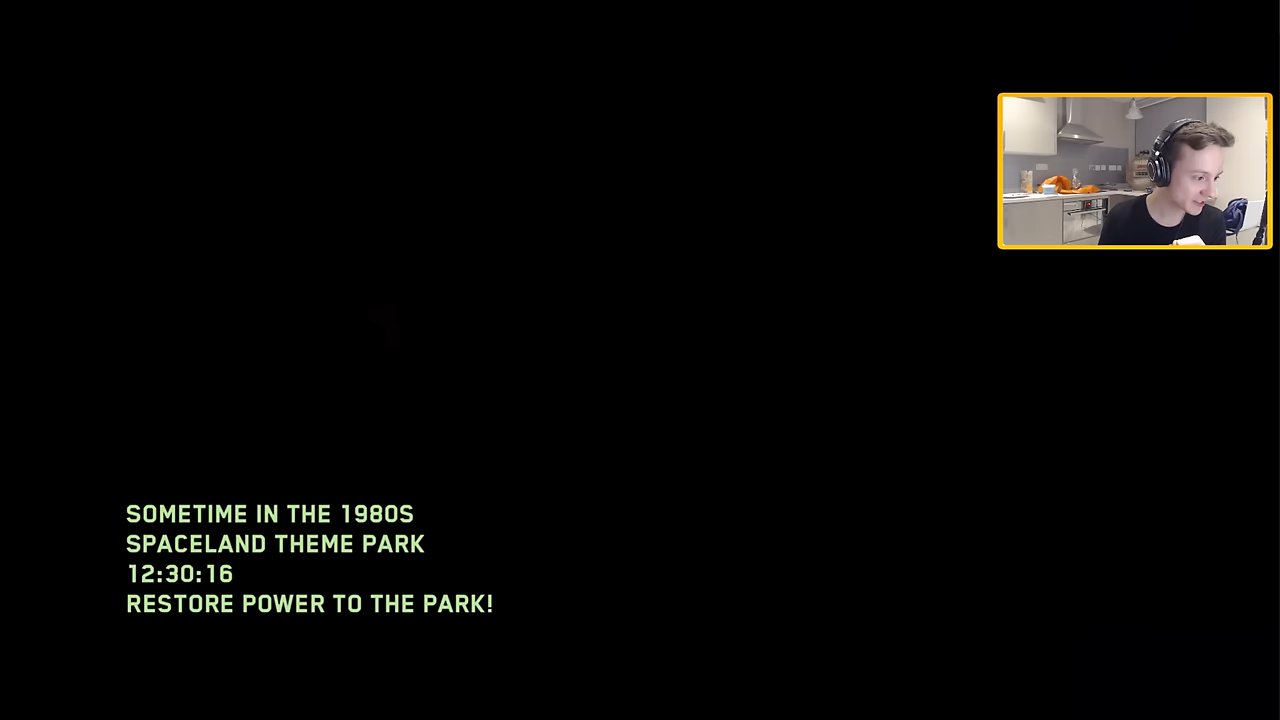 SOMETIME IN THE 1980S
SPACELAND THEME PARK
12:30:16
RESTORE POWER TO THE PARK!